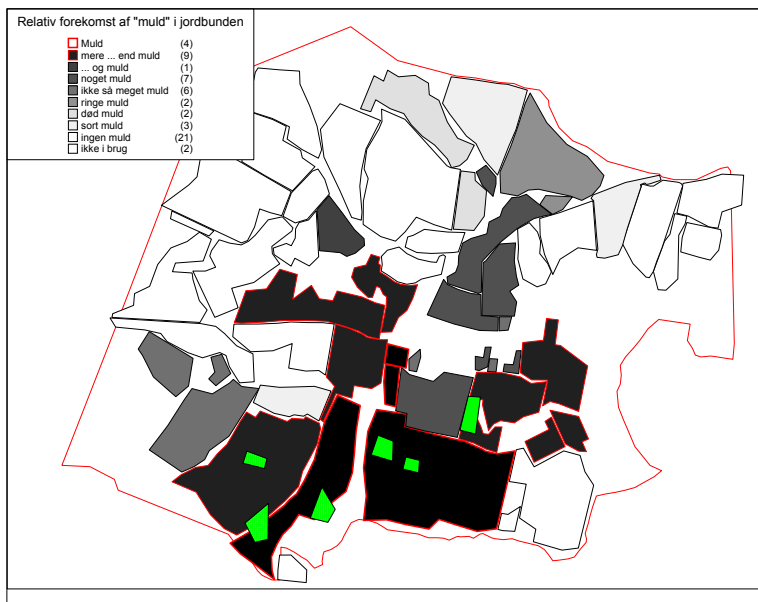 Relativ forekomst af "muld" i jordbunden
Muld (4)
mere ... end muld (9)
... og muld (1)
noget muld (7)
ikke så meget muld (6)
ringe muld (2)
død muld (2)
sort muld (3)
ingen muld (21)
ikke i brug (2)